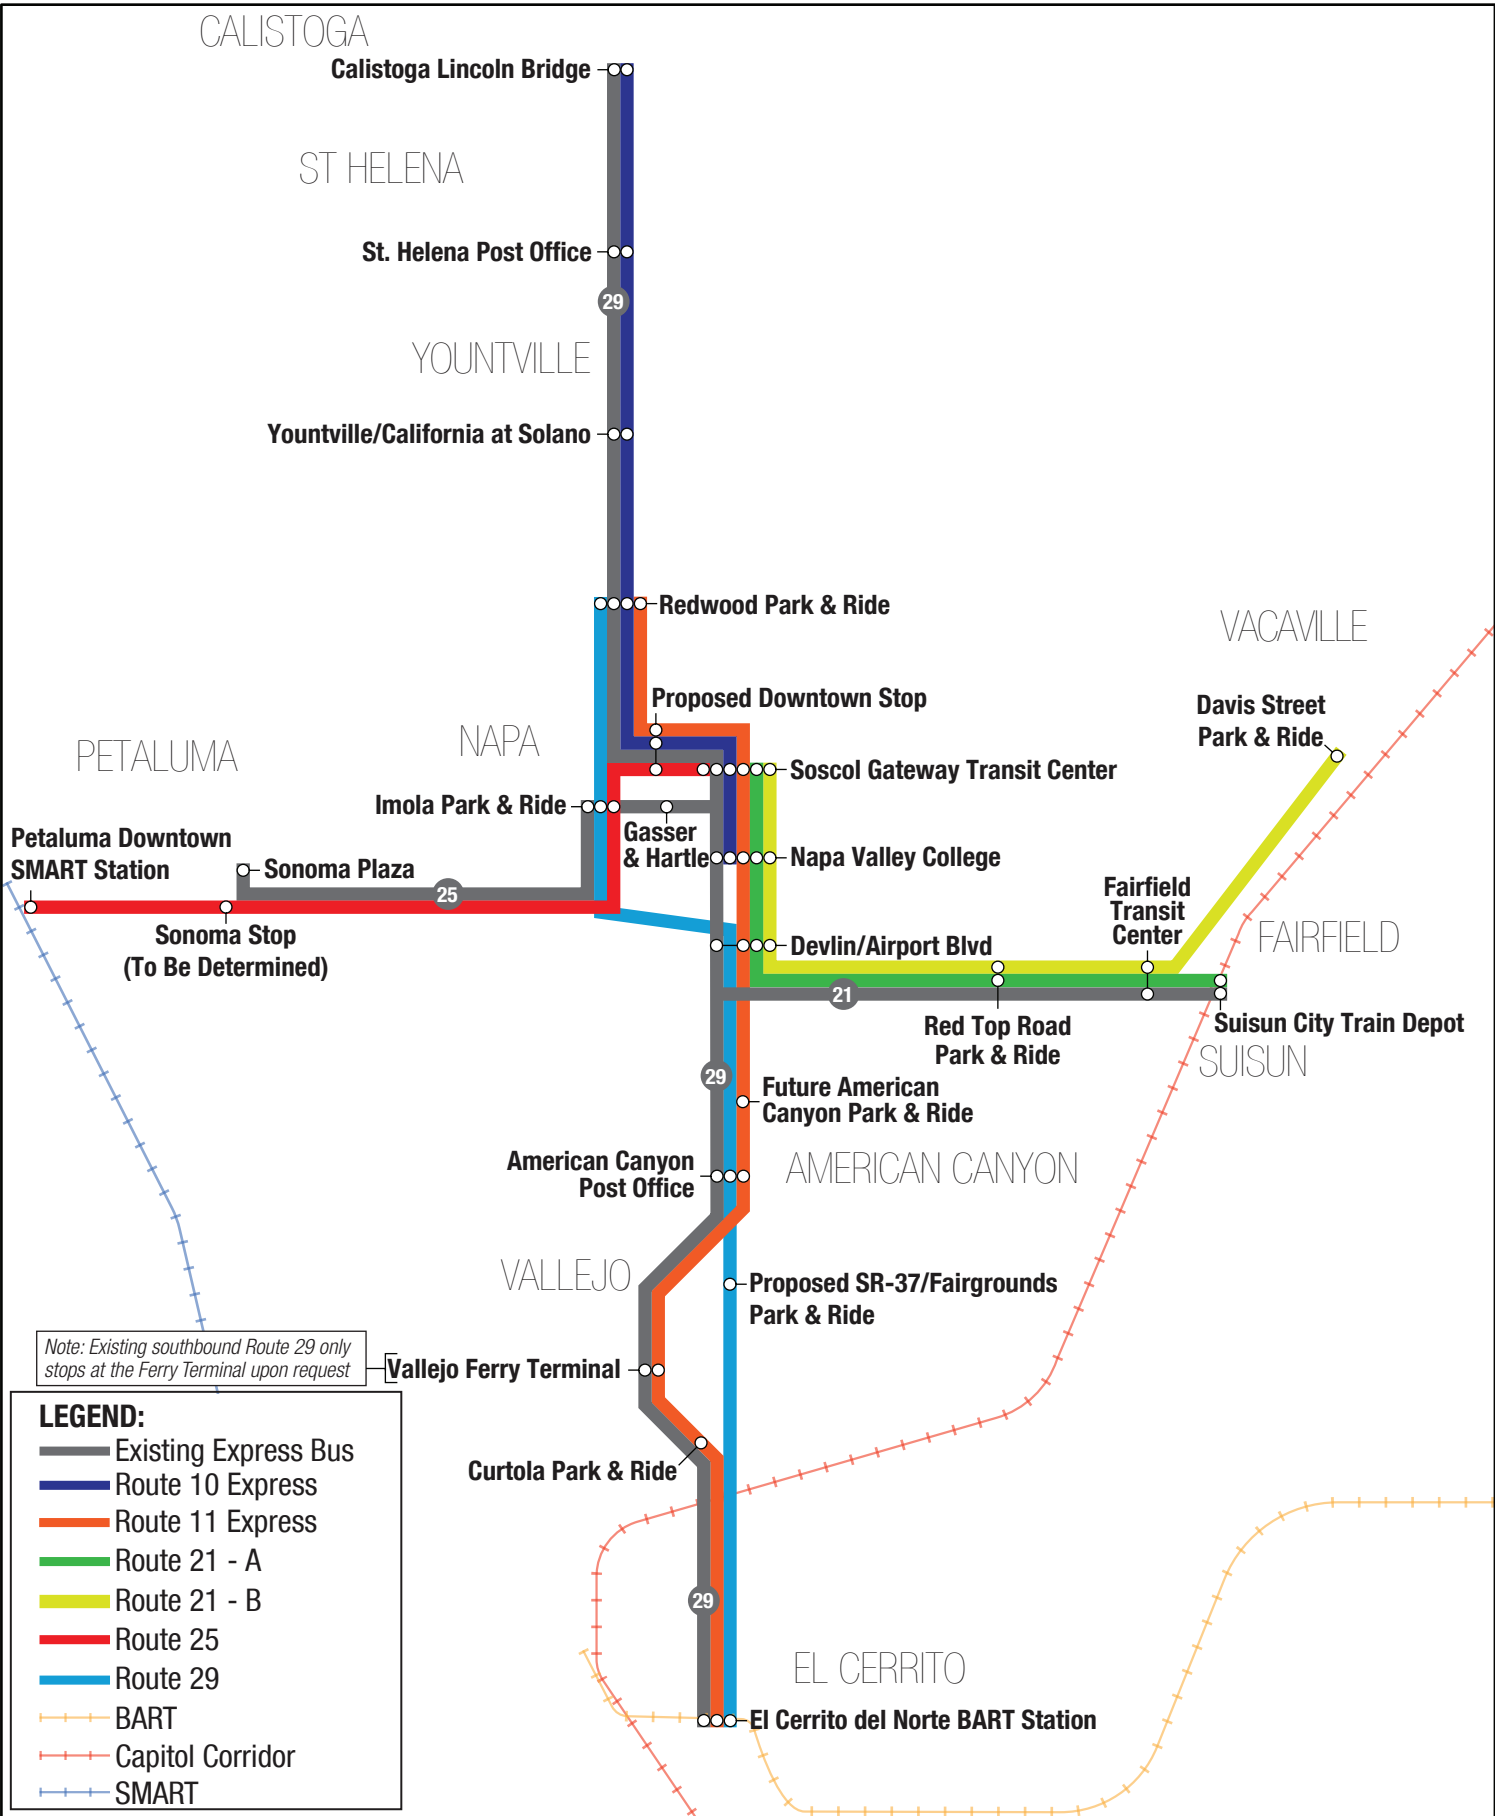 CALISTOGA
Calistoga Lincoln Bridge
ST HELENA
St. Helena Post Office
29
YOUNTVILLE
Yountville/California at Solano
Redwood Park & Ride
VACAVILLE
Proposed Downtown Stop
Davis Street
Park & Ride
PETALUMA
NAPA
Soscol Gateway Transit Center
Imola Park & Ride
Gasser
& Hartle
Petaluma Downtown
SMART Station
Sonoma Plaza
25
Napa Valley College
Fairfield
Transit
Center
FAIRFIELD
Sonoma Stop
(To Be Determined)
Devlin/Airport Blvd
21
Red Top Road
Park & Ride
Suisun City Train Depot
SUISUN
29
Future American
Canyon Park & Ride
American Canyon
Post Office
AMERICAN CANYON
VALLEJO
Proposed SR-37/Fairgrounds
Park & Ride
Note: Existing southbound Route 29 only
stops at the Ferry Terminal upon request
Vallejo Ferry Terminal
Curtola Park & Ride
29
EL CERRITO
El Cerrito del Norte BART Station
LEGEND:
Existing Express Bus
Route 10 Express
Route 11 Express
Route 21 - A
Route 21 - B
Route 25
Route 29
BART
Capitol Corridor
SMART